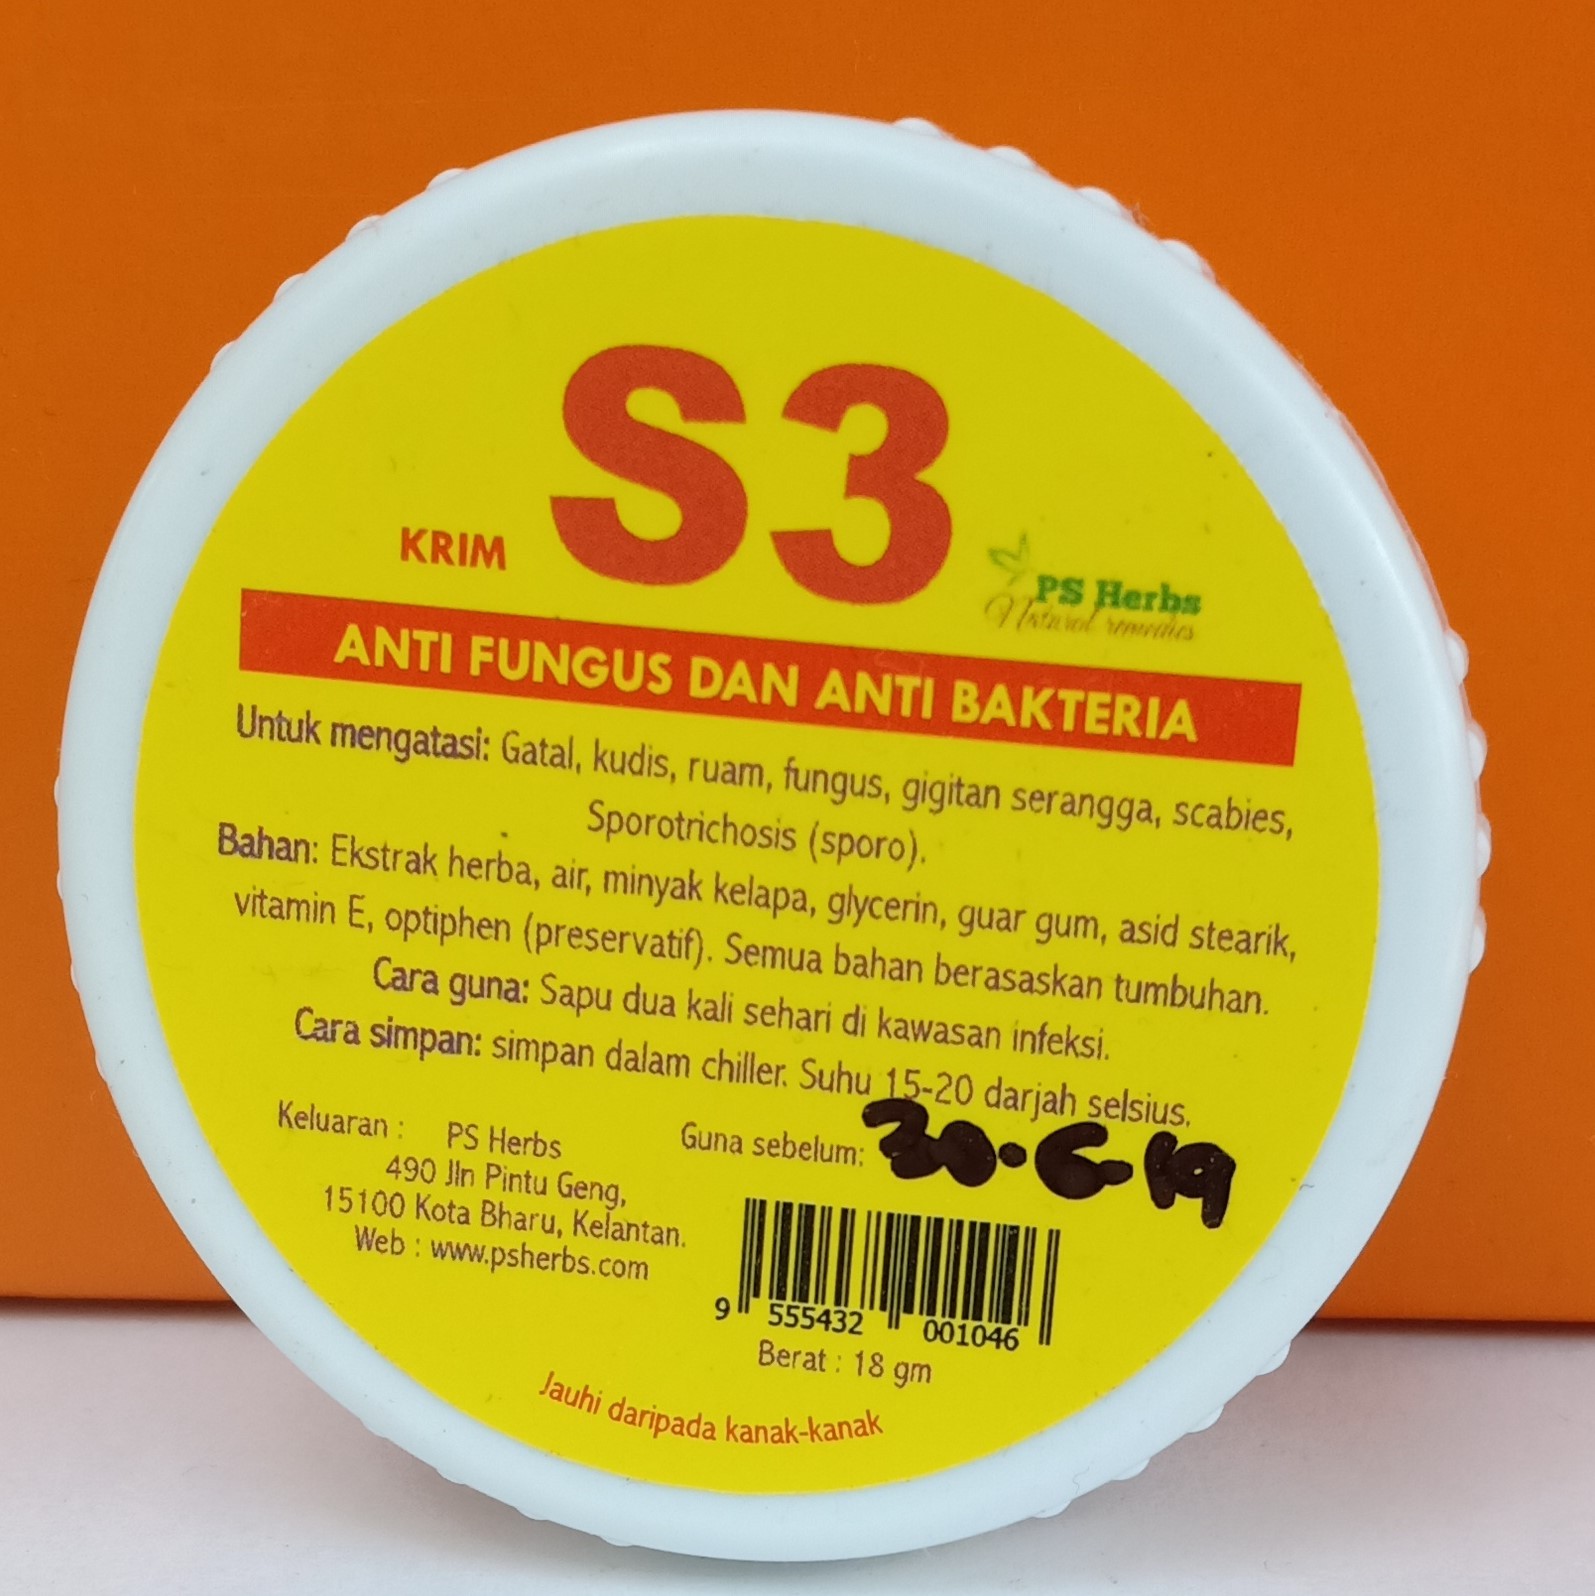 S3
KRIM
PS Herbs
Natural remedies
ANTI FUNGUS DAN ANTI BAKTERIA
Untuk mengatasi: Gatal, kudis, ruam, fungus, gigitan serangga, scabies,
Sporotrichosis (sporo).
Bahan: Ekstrak herba, air, minyak kelapa, glycerin, guar gum, asid stearik,
vitamin E, optiphen (preservatif). Semua bahan berasaskan tumbuhan.
Cara guna: Sapu dua kali sehari di kawasan infeksi.
Cara simpan: simpan dalam chiller. Suhu 15-20 darjah selsius.
Keluaran : PS Herbs
490 Jln Pintu Geng,
15100 Kota Bharu, Kelantan.
Web : www.psherbs.com
Guna sebelum: 30-6-19
9 555432 001046
Berat : 18 gm
Jauhi daripada kanak-kanak